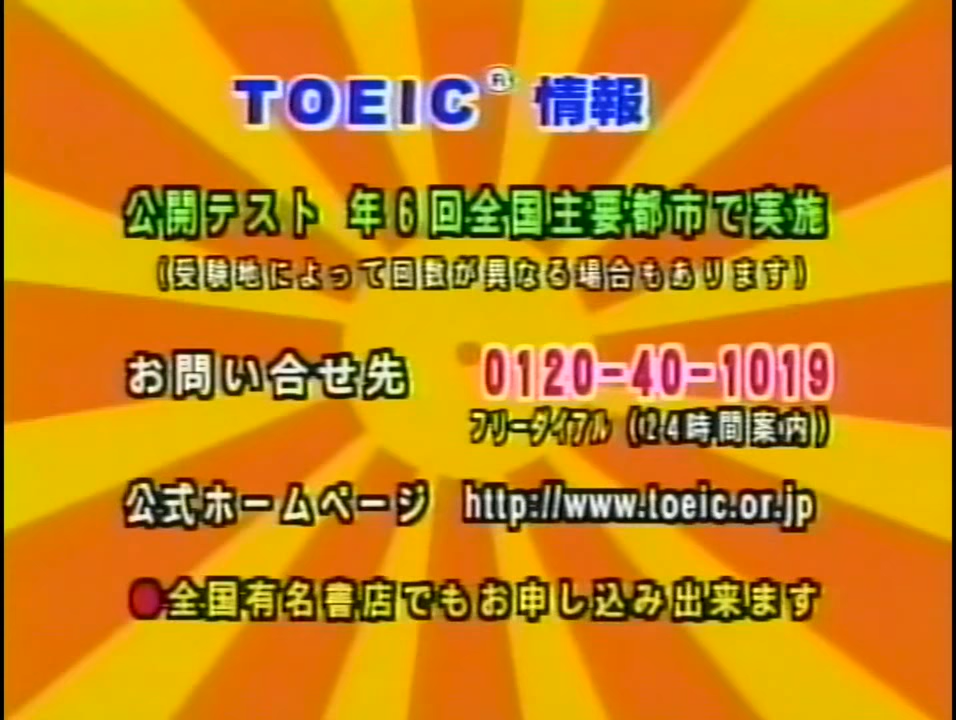 TOEIC® 情報
公開テスト 年6回全国主要都市で実施
（受験地によって回数が異なる場合もあります）
お問い合せ先 0120-40-1019
フリーダイアル（24時間案内）
公式ホームページ http://www.toeic.or.jp
●全国有名書店でもお申し込み出来ます